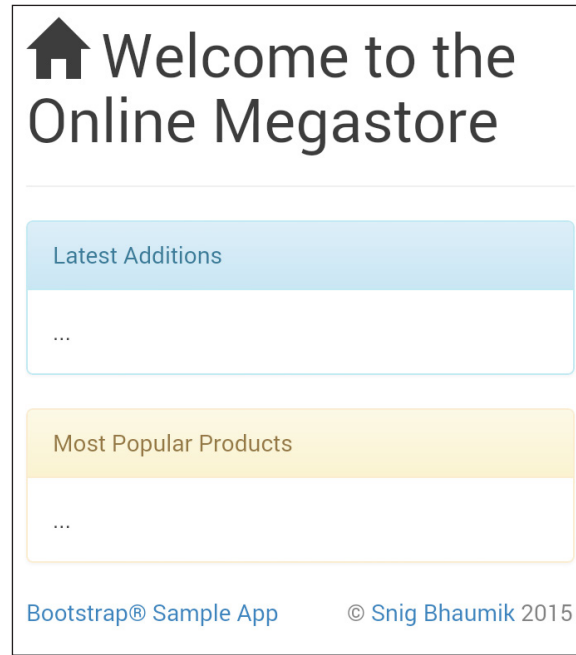 Welcome to the
Online Megastore
Latest Additions
...
Most Popular Products
...
Bootstrap® Sample App © Snig Bhaumik 2015